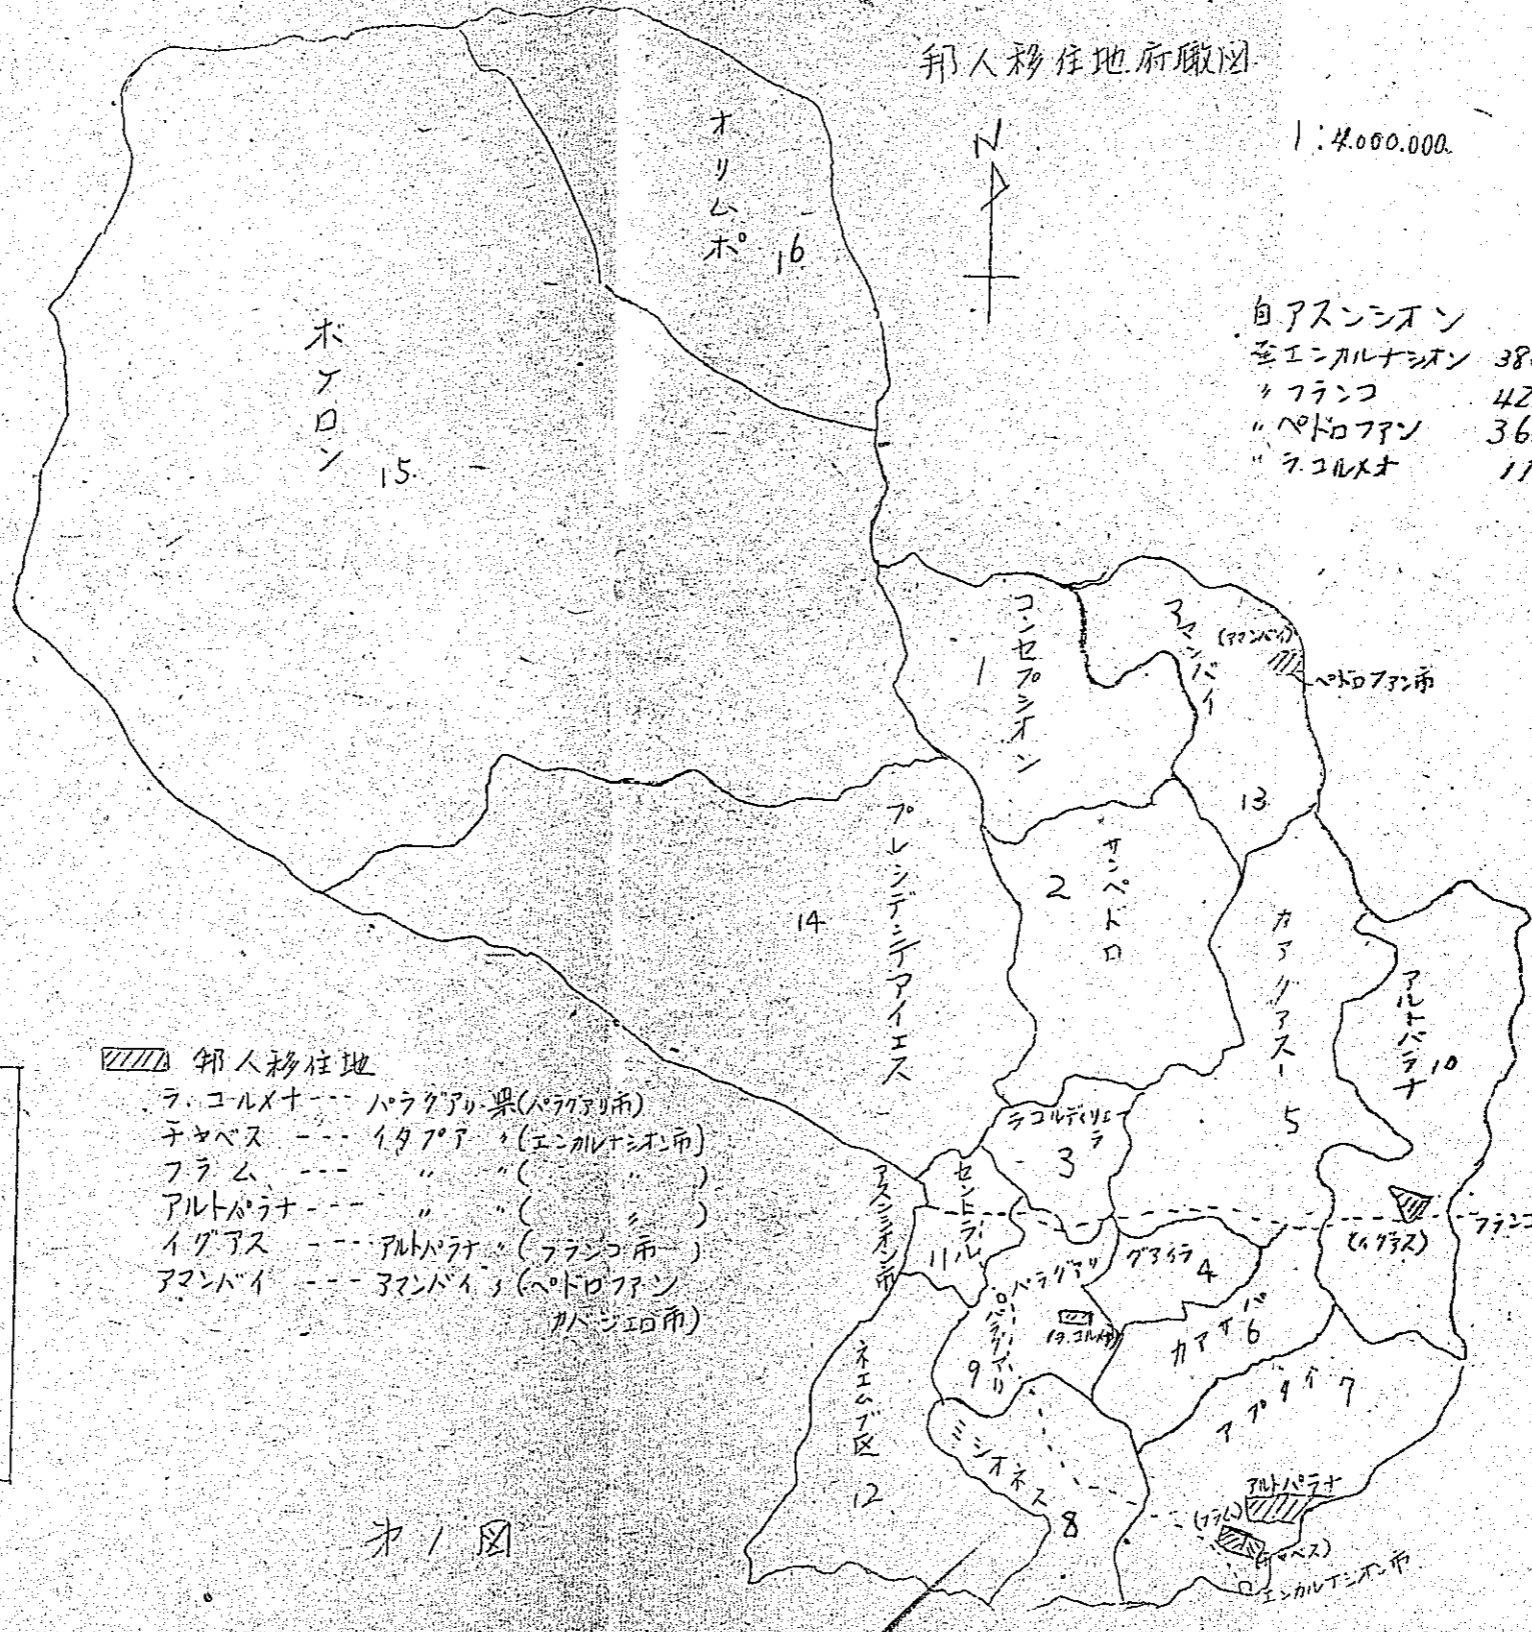 邦人移住地府瞰図
N
1:4.000.000.
オリムポ 16
ボケロン 15.
自アスンシオン
至エンカルナシオン 38
〃フランコ 42
〃ペドロファン 36
〃ラ.コルメナ 11
コンセプシオン 1
アマンバイ 13
(アマンバイ)
ペドロファン市
サンペドロ 2
プレシデンテアイエス 14
カアグアスー 5
アルトパラナ 10
ラコルディリエラ 3
セントラル 11
アスンシオン市
フランコ
(イグアス)
グアイラ 4
パラグアリ
パラグアリ 9
(ラ.コルメナ)
カアサパ 6
イタプア 7
ネエムブ区 12
ミシオネス 8
アルトパラナ
(フラム)
(チャベス)
エンカルナシオン市
邦人移住地
ラ.コールメナ--- パラグアリ県(パラグアリ市)
チャベス --- イタプア 〃(エンカルナシオン市)
フラム --- 〃 〃( 〃 )
アルトパラナ--- 〃 〃( 〃 )
イグアス --- アルトパラナ〃(フランコ市)
アマンバイ --- アマンバイ〃(ペドロファン
カバジェロ市)
才1図